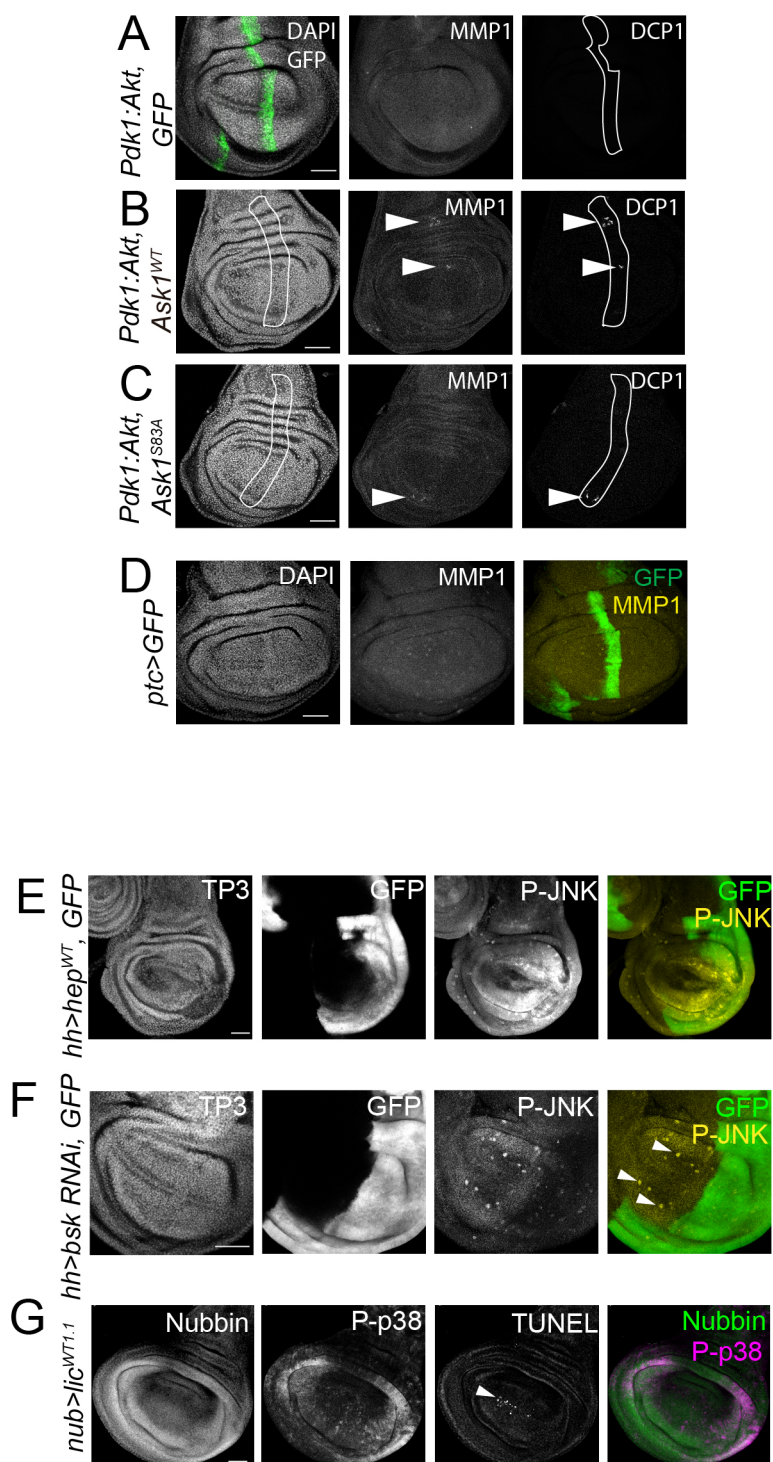 A
Pdk1:Akt,
GFP
DAPI
GFP
MMP1
DCP1
B
Pdk1:Akt,
Ask1WT
MMP1
DCP1
C
Pdk1:Akt,
Ask1S83A
MMP1
DCP1
D
ptc>GFP
DAPI
MMP1
GFP
MMP1
E
hh>hepWT, GFP
TP3
GFP
P-JNK
GFP
P-JNK
F
hh>bsk RNAi, GFP
TP3
GFP
P-JNK
GFP
P-JNK
G
nub>licWT1.1
Nubbin
P-p38
TUNEL
Nubbin
P-p38